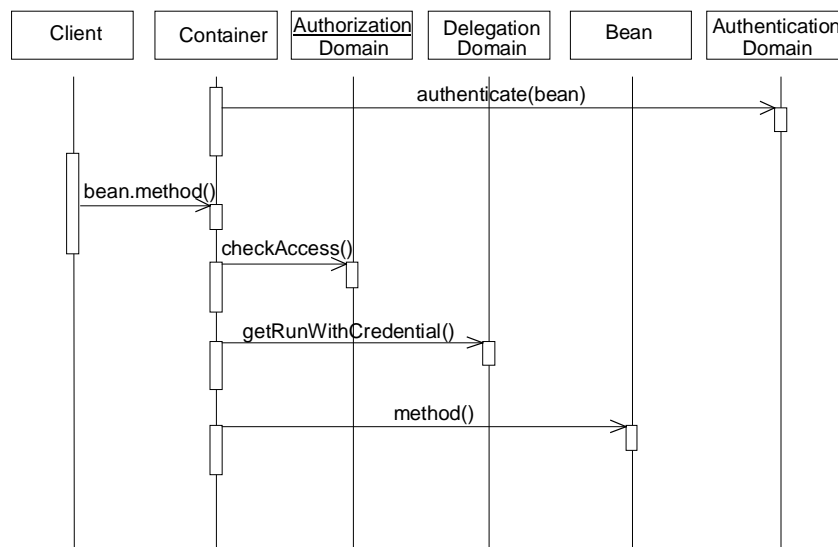 Client
Container
Authorization
Domain
Delegation
Domain
Bean
Authentication
Domain
authenticate(bean)
bean.method()
checkAccess()
getRunWithCredential()
method()